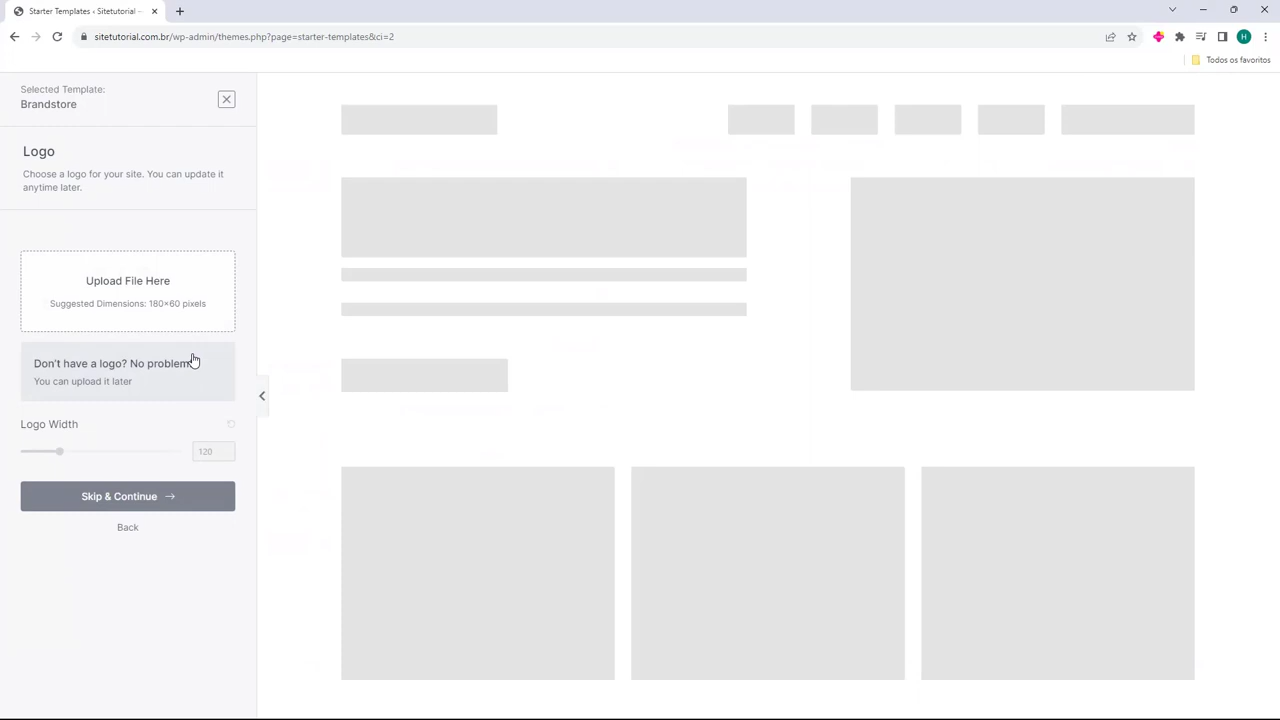 Starter Templates ‹ Sitetutorial —
sitetutorial.com.br/wp-admin/themes.php?page=starter-templates&ci=2
H
Todos os favoritos
Selected Template:
Brandstore
Logo
Choose a logo for your site. You can update it
anytime later.
Upload File Here
Suggested Dimensions: 180×60 pixels
Don't have a logo? No problem
You can upload it later
Logo Width
120
Skip & Continue →
Back